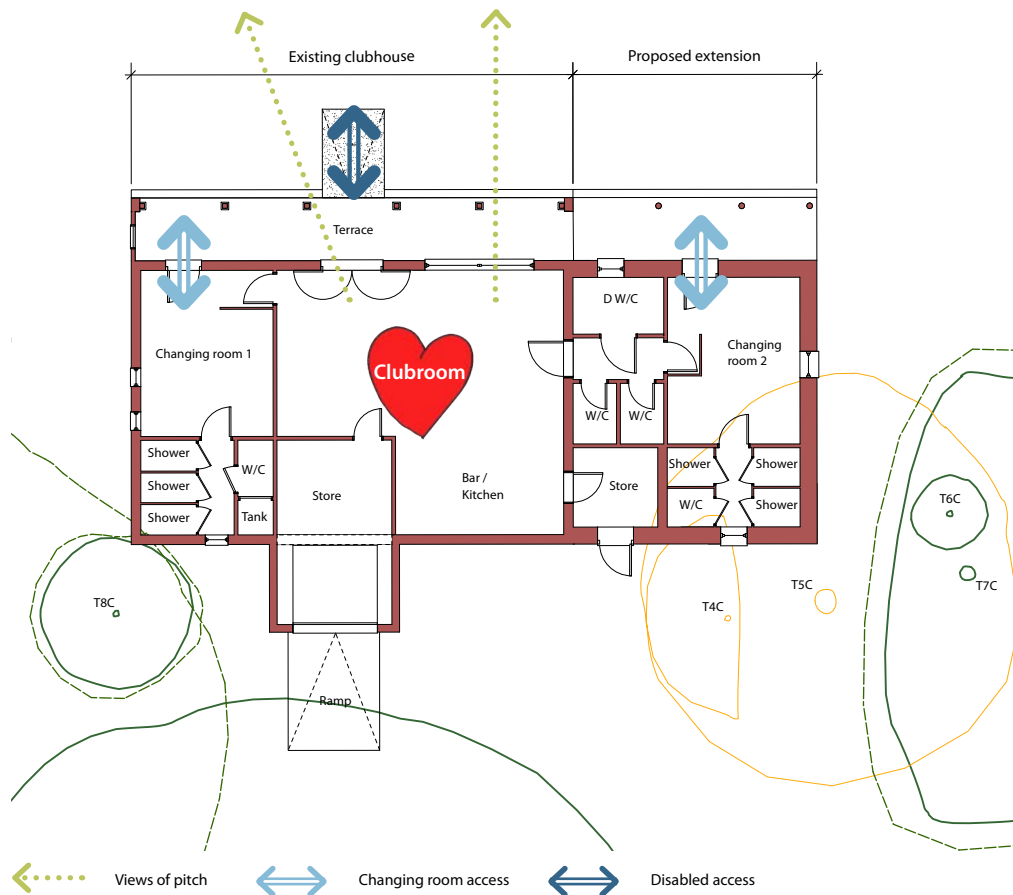 Existing clubhouse
Proposed extension
Terrace
D W/C
Changing room 1
Clubroom
Changing
room 2
W/C
W/C
Shower
W/C
Shower
Shower
Tank
Store
Bar /
Kitchen
Store
Shower
Shower
W/C
Shower
T6C
T7C
T5C
T4C
T8C
Ramp
Views of pitch
Changing room access
Disabled access